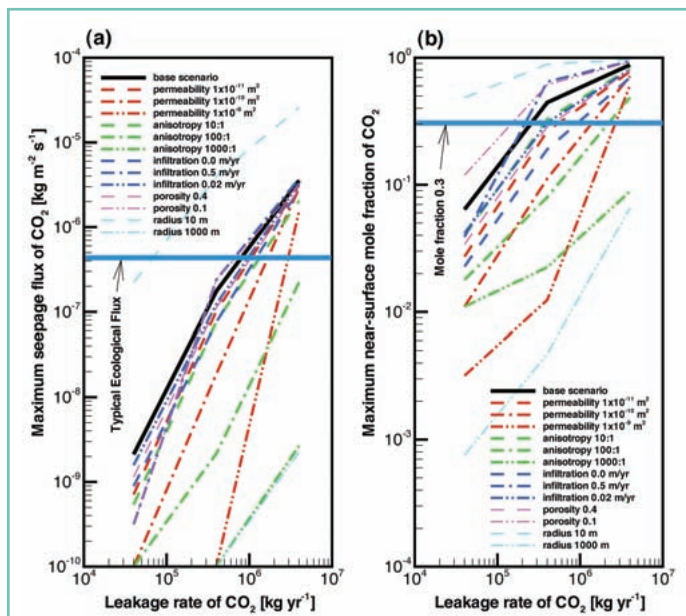 (a)
Maximum seepage flux of CO₂ [kg m⁻² s⁻¹]
10⁻⁴
10⁻⁵
10⁻⁶
10⁻⁷
10⁻⁸
10⁻⁹
10⁻¹⁰
base scenario
permeability 1x10⁻¹¹ m²
permeability 1x10⁻¹⁰ m²
permeability 1x10⁻⁹ m²
anisotropy 10:1
anisotropy 100:1
anisotropy 1000:1
infiltration 0.0 m/yr
infiltration 0.5 m/yr
infiltration 0.02 m/yr
porosity 0.4
porosity 0.1
radius 10 m
radius 1000 m
Typical Ecological Flux
10⁵
10⁶
10⁷
Leakage rate of CO₂ [kg yr⁻¹]
(b)
Maximum near-surface mole fraction of CO₂
10⁰
10⁻¹
10⁻²
10⁻³
10⁻⁴
Mole fraction 0.3
base scenario
permeability 1x10⁻¹¹ m²
permeability 1x10⁻¹⁰ m²
permeability 1x10⁻⁹ m²
anisotropy 10:1
anisotropy 100:1
anisotropy 1000:1
infiltration 0.0 m/yr
infiltration 0.5 m/yr
infiltration 0.02 m/yr
porosity 0.4
porosity 0.1
radius 10 m
radius 1000 m
10⁵
10⁶
10⁷
Leakage rate of CO₂ [kg yr⁻¹]